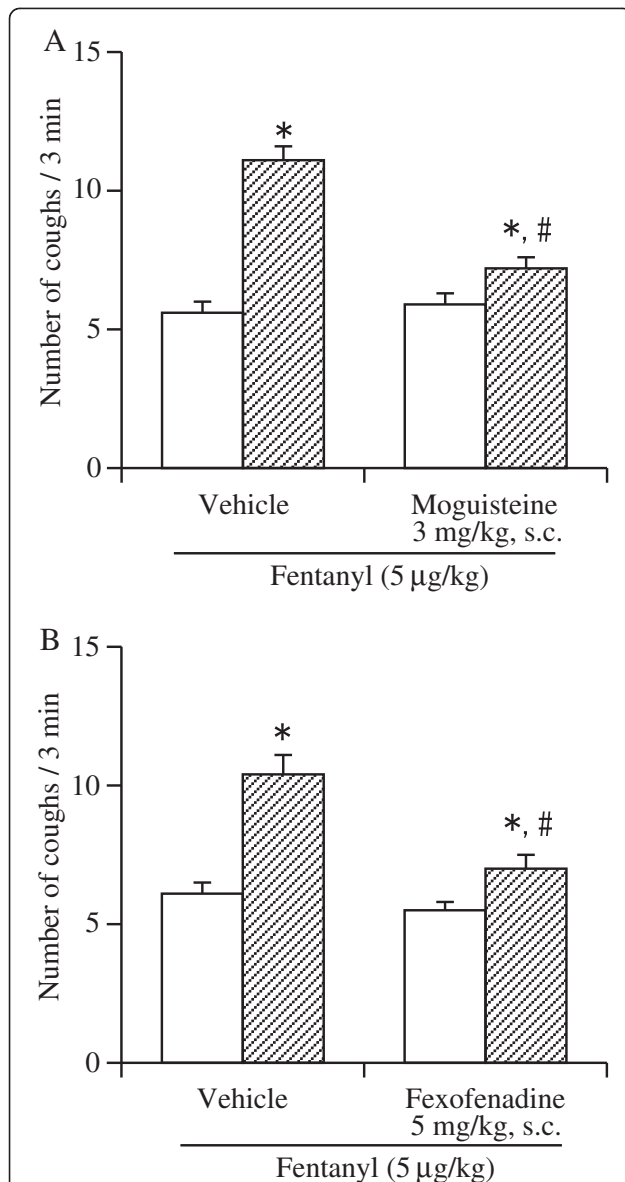 A
15
10
5
0
Number of coughs / 3 min
*
*, #
Vehicle
Moguisteine
3 mg/kg, s.c.
Fentanyl (5 µg/kg)
B
15
10
5
0
Number of coughs / 3 min
*
*, #
Vehicle
Fexofenadine
5 mg/kg, s.c.
Fentanyl (5 µg/kg)